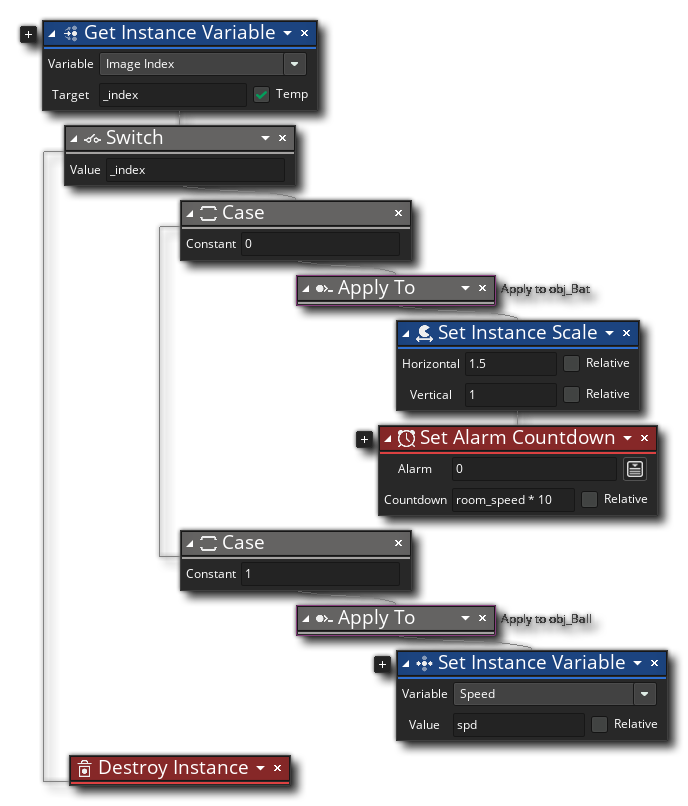 Get Instance Variable
Variable Image Index
Target _index Temp
Switch
Value _index
Case
Constant 0
Apply To Apply to obj_Bat
Set Instance Scale
Horizontal 1.5 Relative
Vertical 1 Relative
Set Alarm Countdown
Alarm 0
Countdown room_speed * 10 Relative
Case
Constant 1
Apply To Apply to obj_Ball
Set Instance Variable
Variable Speed
Value spd Relative
Destroy Instance